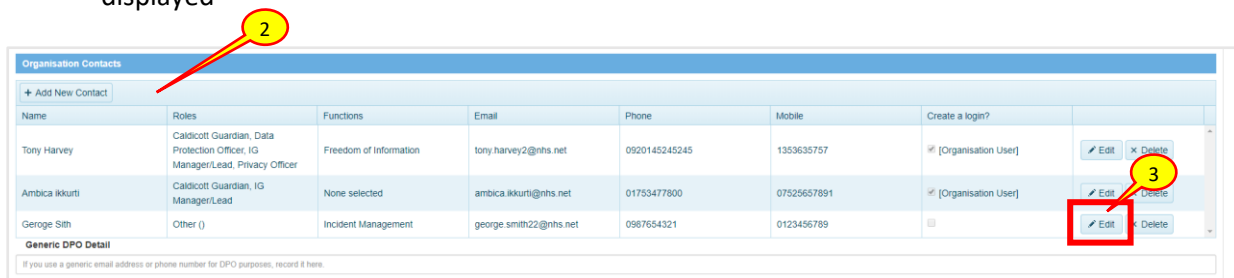 displayed
2
Organisation Contacts
+ Add New Contact
Name Roles Functions Email Phone Mobile Create a login?
Tony Harvey Caldicott Guardian, Data Protection Officer, IG Manager/Lead, Privacy Officer Freedom of Information tony.harvey2@nhs.net 0920145245245 1353635757 [Organisation User] Edit × Delete
3
Ambica ikkurti Caldicott Guardian, IG Manager/Lead None selected ambica.ikkurti@nhs.net 01753477800 07525657891 [Organisation User] Edit × Delete
Geroge Sith Other () Incident Management george.smith22@nhs.net 0987654321 0123456789 Edit × Delete
Generic DPO Detail
If you use a generic email address or phone number for DPO purposes, record it here.